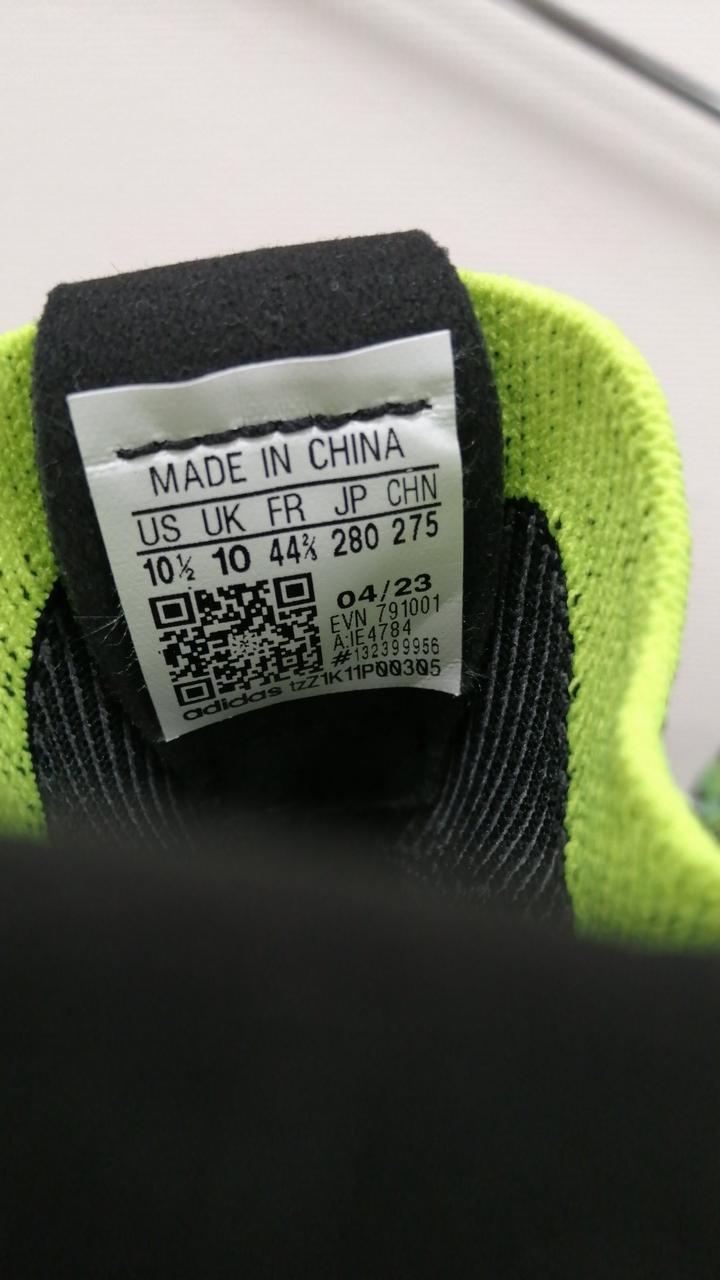 MADE IN CHINA
US UK FR JP CHN
10½ 10 44⅔ 280 275
04/23
EVN 791001
A:IE4784
#132399956
adidas tZZ1K11P00305